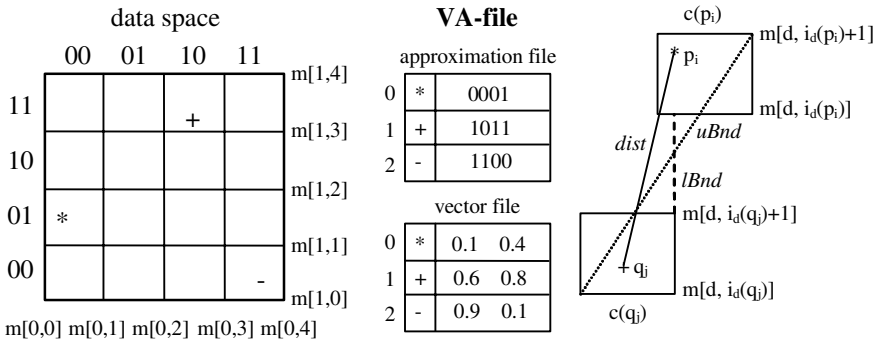 data space
00 01 10 11
11
10
01
00
*
+
-
m[1,4]
m[1,3]
m[1,2]
m[1,1]
m[1,0]
m[0,0] m[0,1] m[0,2] m[0,3] m[0,4]
VA-file
approximation file
0 * 0001
1 + 1011
2 - 1100
vector file
0 * 0.1 0.4
1 + 0.6 0.8
2 - 0.9 0.1
c(pᵢ)
m[d, i_d(pᵢ)+1]
* pᵢ
m[d, i_d(pᵢ)]
dist
uBnd
lBnd
m[d, i_d(qⱼ)+1]
+ qⱼ
m[d, i_d(qⱼ)]
c(qⱼ)